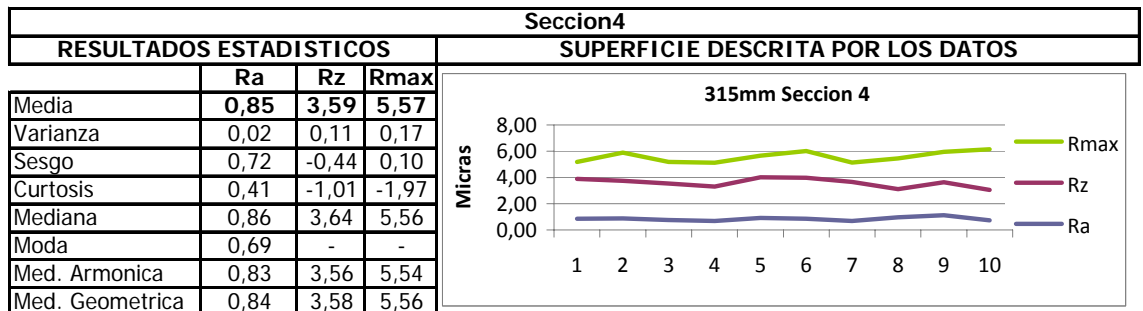 Seccion4
RESULTADOS ESTADISTICOS SUPERFICIE DESCRITA POR LOS DATOS
Ra Rz Rmax
Media 0,85 3,59 5,57
Varianza 0,02 0,11 0,17
Sesgo 0,72 -0,44 0,10
Curtosis 0,41 -1,01 -1,97
Mediana 0,86 3,64 5,56
Moda 0,69 - -
Med. Armonica 0,83 3,56 5,54
Med. Geometrica 0,84 3,58 5,56
315mm Seccion 4
Micras
8,00
6,00
4,00
2,00
0,00
1 2 3 4 5 6 7 8 9 10
Rmax
Rz
Ra